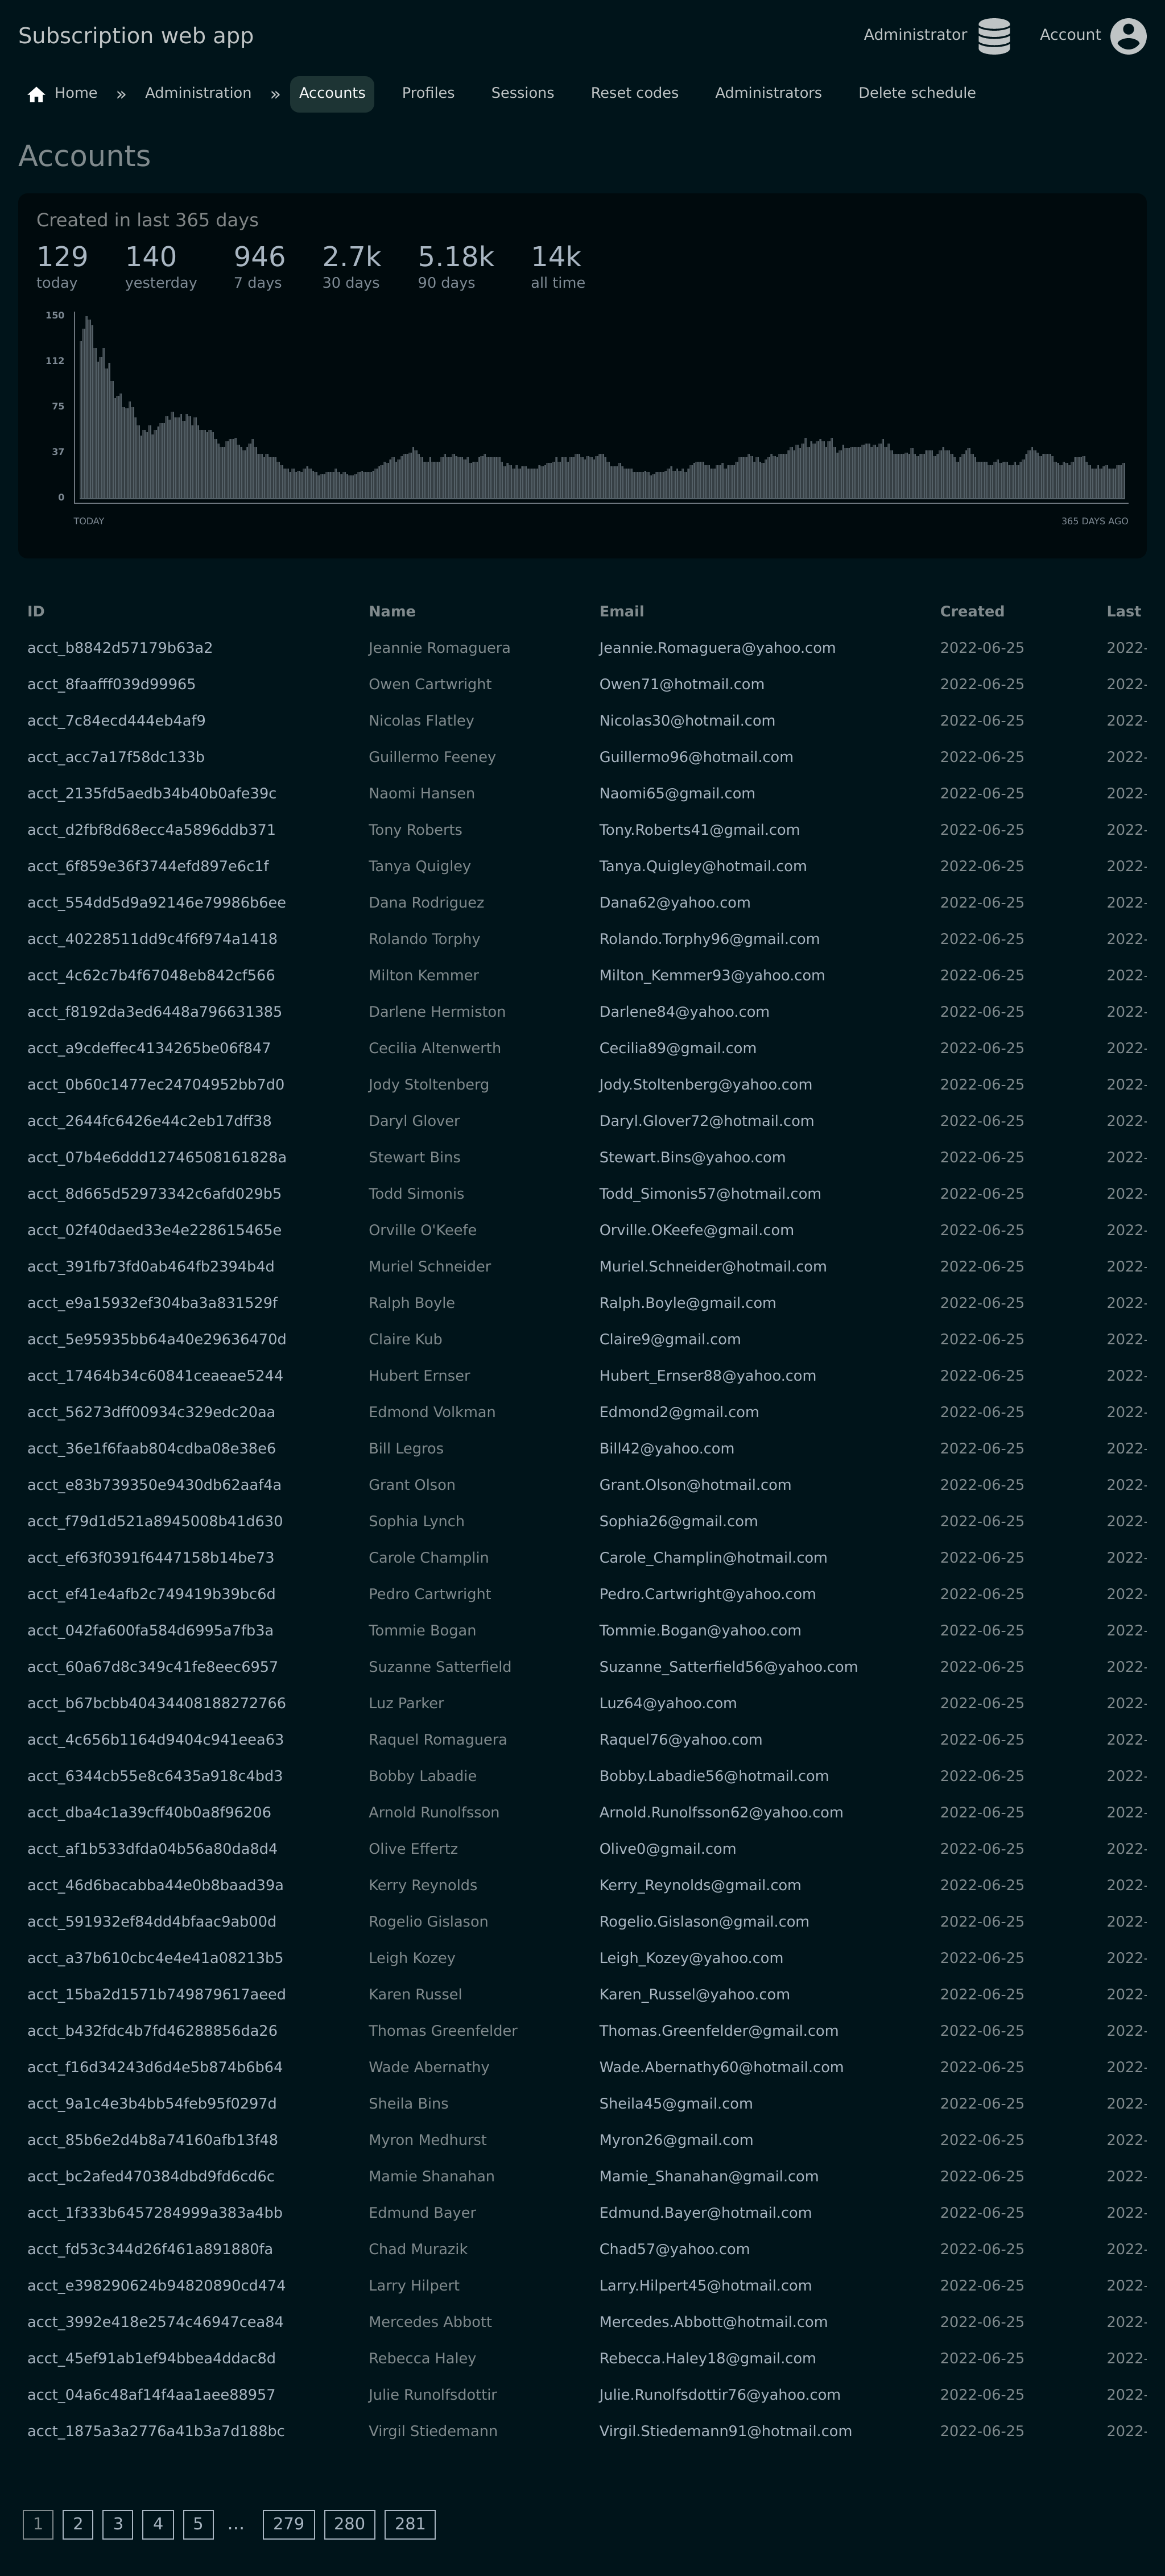 Subscription web app Administrator Account
Home » Administration » Accounts Profiles Sessions Reset codes Administrators Delete schedule
Accounts
Created in last 365 days
129 140 946 2.7k 5.18k 14k
today yesterday 7 days 30 days 90 days all time
150
112
75
37
0
TODAY 365 DAYS AGO
ID Name Email Created Last
acct_b8842d57179b63a2 Jeannie Romaguera Jeannie.Romaguera@yahoo.com 2022-06-25 2022-
acct_8faafff039d99965 Owen Cartwright Owen71@hotmail.com 2022-06-25 2022-
acct_7c84ecd444eb4af9 Nicolas Flatley Nicolas30@hotmail.com 2022-06-25 2022-
acct_acc7a17f58dc133b Guillermo Feeney Guillermo96@hotmail.com 2022-06-25 2022-
acct_2135fd5aedb34b40b0afe39c Naomi Hansen Naomi65@gmail.com 2022-06-25 2022-
acct_d2fbf8d68ecc4a5896ddb371 Tony Roberts Tony.Roberts41@gmail.com 2022-06-25 2022-
acct_6f859e36f3744efd897e6c1f Tanya Quigley Tanya.Quigley@hotmail.com 2022-06-25 2022-
acct_554dd5d9a92146e79986b6ee Dana Rodriguez Dana62@yahoo.com 2022-06-25 2022-
acct_40228511dd9c4f6f974a1418 Rolando Torphy Rolando.Torphy96@gmail.com 2022-06-25 2022-
acct_4c62c7b4f67048eb842cf566 Milton Kemmer Milton_Kemmer93@yahoo.com 2022-06-25 2022-
acct_f8192da3ed6448a796631385 Darlene Hermiston Darlene84@yahoo.com 2022-06-25 2022-
acct_a9cdeffec4134265be06f847 Cecilia Altenwerth Cecilia89@gmail.com 2022-06-25 2022-
acct_0b60c1477ec24704952bb7d0 Jody Stoltenberg Jody.Stoltenberg@yahoo.com 2022-06-25 2022-
acct_2644fc6426e44c2eb17dff38 Daryl Glover Daryl.Glover72@hotmail.com 2022-06-25 2022-
acct_07b4e6ddd12746508161828a Stewart Bins Stewart.Bins@yahoo.com 2022-06-25 2022-
acct_8d665d52973342c6afd029b5 Todd Simonis Todd_Simonis57@hotmail.com 2022-06-25 2022-
acct_02f40daed33e4e228615465e Orville O'Keefe Orville.OKeefe@gmail.com 2022-06-25 2022-
acct_391fb73fd0ab464fb2394b4d Muriel Schneider Muriel.Schneider@hotmail.com 2022-06-25 2022-
acct_e9a15932ef304ba3a831529f Ralph Boyle Ralph.Boyle@gmail.com 2022-06-25 2022-
acct_5e95935bb64a40e29636470d Claire Kub Claire9@gmail.com 2022-06-25 2022-
acct_17464b34c60841ceaeae5244 Hubert Ernser Hubert_Ernser88@yahoo.com 2022-06-25 2022-
acct_56273dff00934c329edc20aa Edmond Volkman Edmond2@gmail.com 2022-06-25 2022-
acct_36e1f6faab804cdba08e38e6 Bill Legros Bill42@yahoo.com 2022-06-25 2022-
acct_e83b739350e9430db62aaf4a Grant Olson Grant.Olson@hotmail.com 2022-06-25 2022-
acct_f79d1d521a8945008b41d630 Sophia Lynch Sophia26@gmail.com 2022-06-25 2022-
acct_ef63f0391f6447158b14be73 Carole Champlin Carole_Champlin@hotmail.com 2022-06-25 2022-
acct_ef41e4afb2c749419b39bc6d Pedro Cartwright Pedro.Cartwright@yahoo.com 2022-06-25 2022-
acct_042fa600fa584d6995a7fb3a Tommie Bogan Tommie.Bogan@yahoo.com 2022-06-25 2022-
acct_60a67d8c349c41fe8eec6957 Suzanne Satterfield Suzanne_Satterfield56@yahoo.com 2022-06-25 2022-
acct_b67bcbb40434408188272766 Luz Parker Luz64@yahoo.com 2022-06-25 2022-
acct_4c656b1164d9404c941eea63 Raquel Romaguera Raquel76@yahoo.com 2022-06-25 2022-
acct_6344cb55e8c6435a918c4bd3 Bobby Labadie Bobby.Labadie56@hotmail.com 2022-06-25 2022-
acct_dba4c1a39cff40b0a8f96206 Arnold Runolfsson Arnold.Runolfsson62@yahoo.com 2022-06-25 2022-
acct_af1b533dfda04b56a80da8d4 Olive Effertz Olive0@gmail.com 2022-06-25 2022-
acct_46d6bacabba44e0b8baad39a Kerry Reynolds Kerry_Reynolds@gmail.com 2022-06-25 2022-
acct_591932ef84dd4bfaac9ab00d Rogelio Gislason Rogelio.Gislason@gmail.com 2022-06-25 2022-
acct_a37b610cbc4e4e41a08213b5 Leigh Kozey Leigh_Kozey@yahoo.com 2022-06-25 2022-
acct_15ba2d1571b749879617aeed Karen Russel Karen_Russel@yahoo.com 2022-06-25 2022-
acct_b432fdc4b7fd46288856da26 Thomas Greenfelder Thomas.Greenfelder@gmail.com 2022-06-25 2022-
acct_f16d34243d6d4e5b874b6b64 Wade Abernathy Wade.Abernathy60@hotmail.com 2022-06-25 2022-
acct_9a1c4e3b4bb54feb95f0297d Sheila Bins Sheila45@gmail.com 2022-06-25 2022-
acct_85b6e2d4b8a74160afb13f48 Myron Medhurst Myron26@gmail.com 2022-06-25 2022-
acct_bc2afed470384dbd9fd6cd6c Mamie Shanahan Mamie_Shanahan@gmail.com 2022-06-25 2022-
acct_1f333b6457284999a383a4bb Edmund Bayer Edmund.Bayer@hotmail.com 2022-06-25 2022-
acct_fd53c344d26f461a891880fa Chad Murazik Chad57@yahoo.com 2022-06-25 2022-
acct_e398290624b94820890cd474 Larry Hilpert Larry.Hilpert45@hotmail.com 2022-06-25 2022-
acct_3992e418e2574c46947cea84 Mercedes Abbott Mercedes.Abbott@hotmail.com 2022-06-25 2022-
acct_45ef91ab1ef94bbea4ddac8d Rebecca Haley Rebecca.Haley18@gmail.com 2022-06-25 2022-
acct_04a6c48af14f4aa1aee88957 Julie Runolfsdottir Julie.Runolfsdottir76@yahoo.com 2022-06-25 2022-
acct_1875a3a2776a41b3a7d188bc Virgil Stiedemann Virgil.Stiedemann91@hotmail.com 2022-06-25 2022-
1 2 3 4 5 … 279 280 281